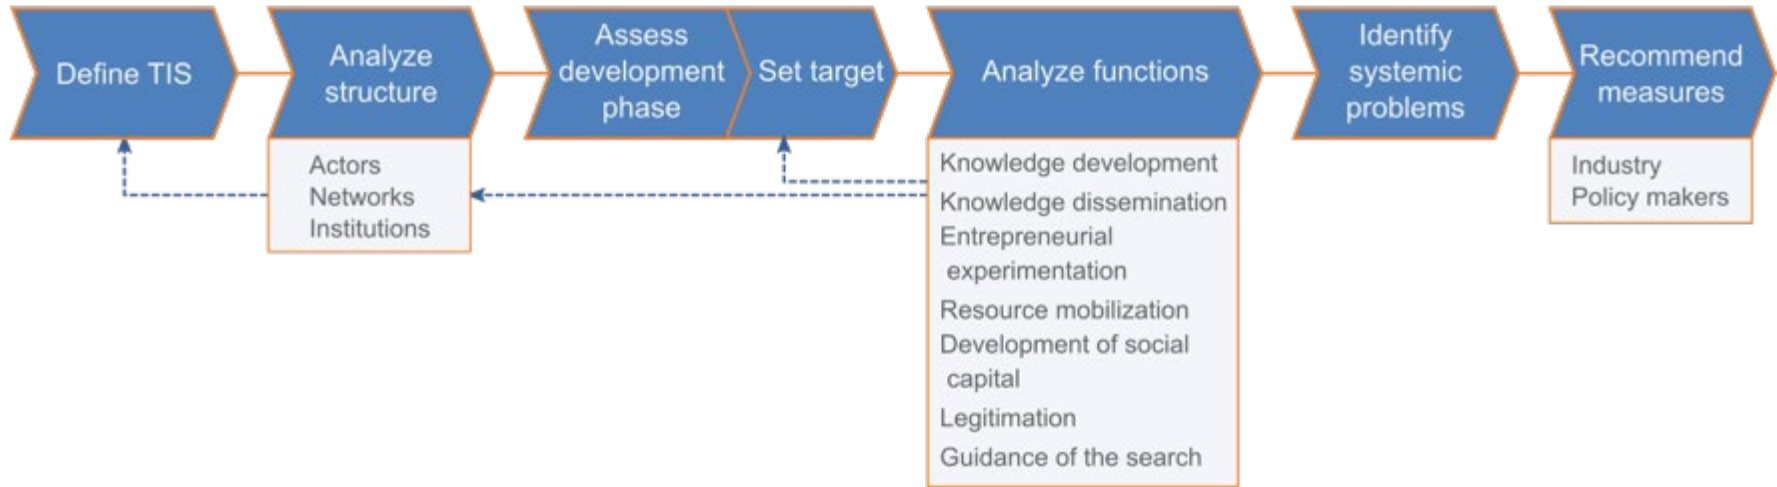 Define TIS
Analyze
structure
Assess
development
phase
Set target
Analyze functions
Identify
systemic
problems
Recommend
measures
Actors
Networks
Institutions
Knowledge development
Knowledge dissemination
Entrepreneurial
experimentation
Resource mobilization
Development of social
capital
Legitimation
Guidance of the search
Industry
Policy makers